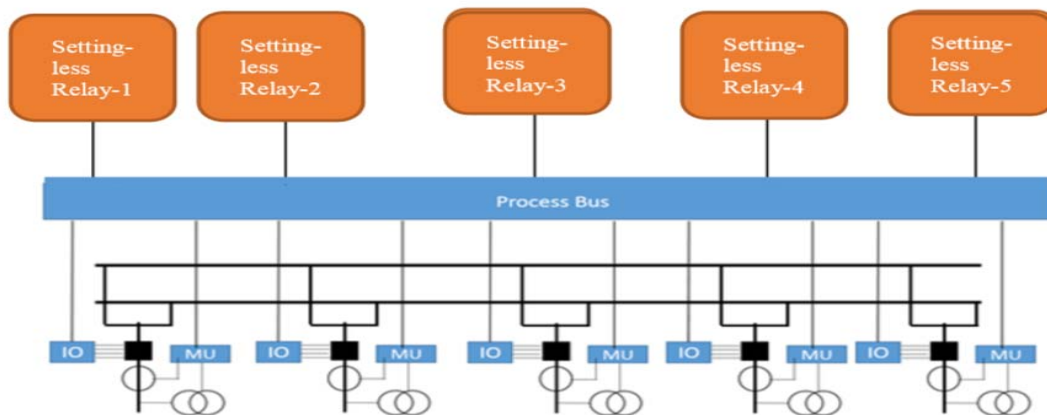 Setting-
less
Relay-1
Setting-
less
Relay-2
Setting-
less
Relay-3
Setting-
less
Relay-4
Setting-
less
Relay-5
Process Bus
IO
MU
IO
MU
IO
MU
IO
MU
IO
MU